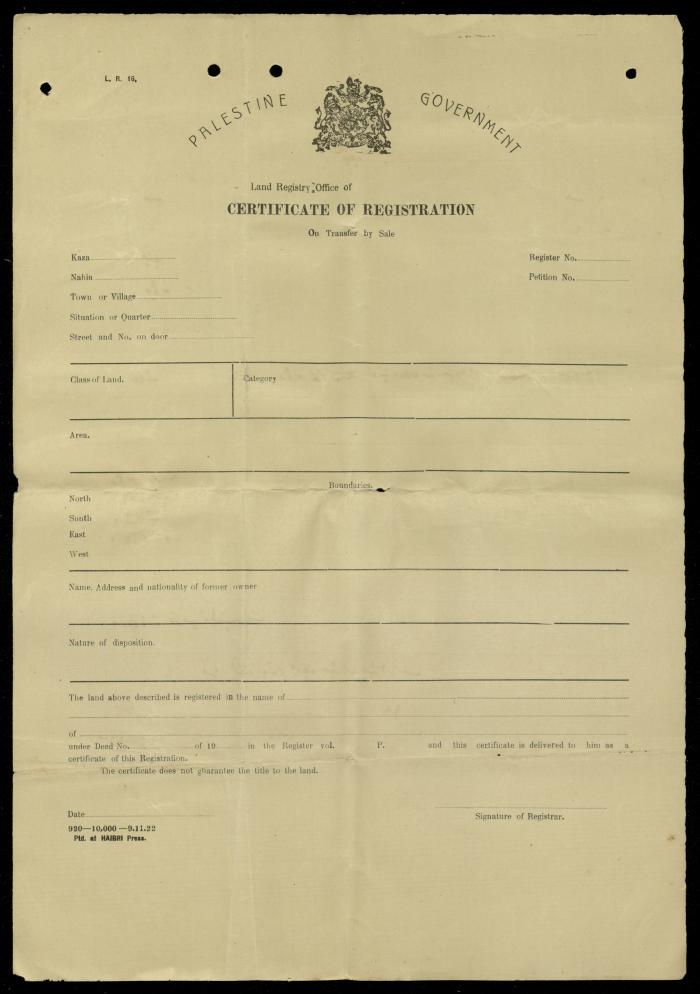 L. R. 16.
PALESTINE GOVERNMENT
Land Registry Office of
CERTIFICATE OF REGISTRATION
On Transfer by Sale
Kaza
Register No.
Nahia
Petition No.
Town or Village
Situation or Quarter
Street and No. on door
Class of Land.
Category
Area.
Boundaries.
North
South
East
West
Name, Address and nationality of former owner
Nature of disposition.
The land above described is registered in the name of
of
under Deed No. of 19 in the Register vol. P. and this certificate is delivered to him as a
certificate of this Registration.
The certificate does not guarantee the title to the land.
Date
Signature of Registrar.
920—10,000—9.11.22
Ptd. at HAIBRI Press.